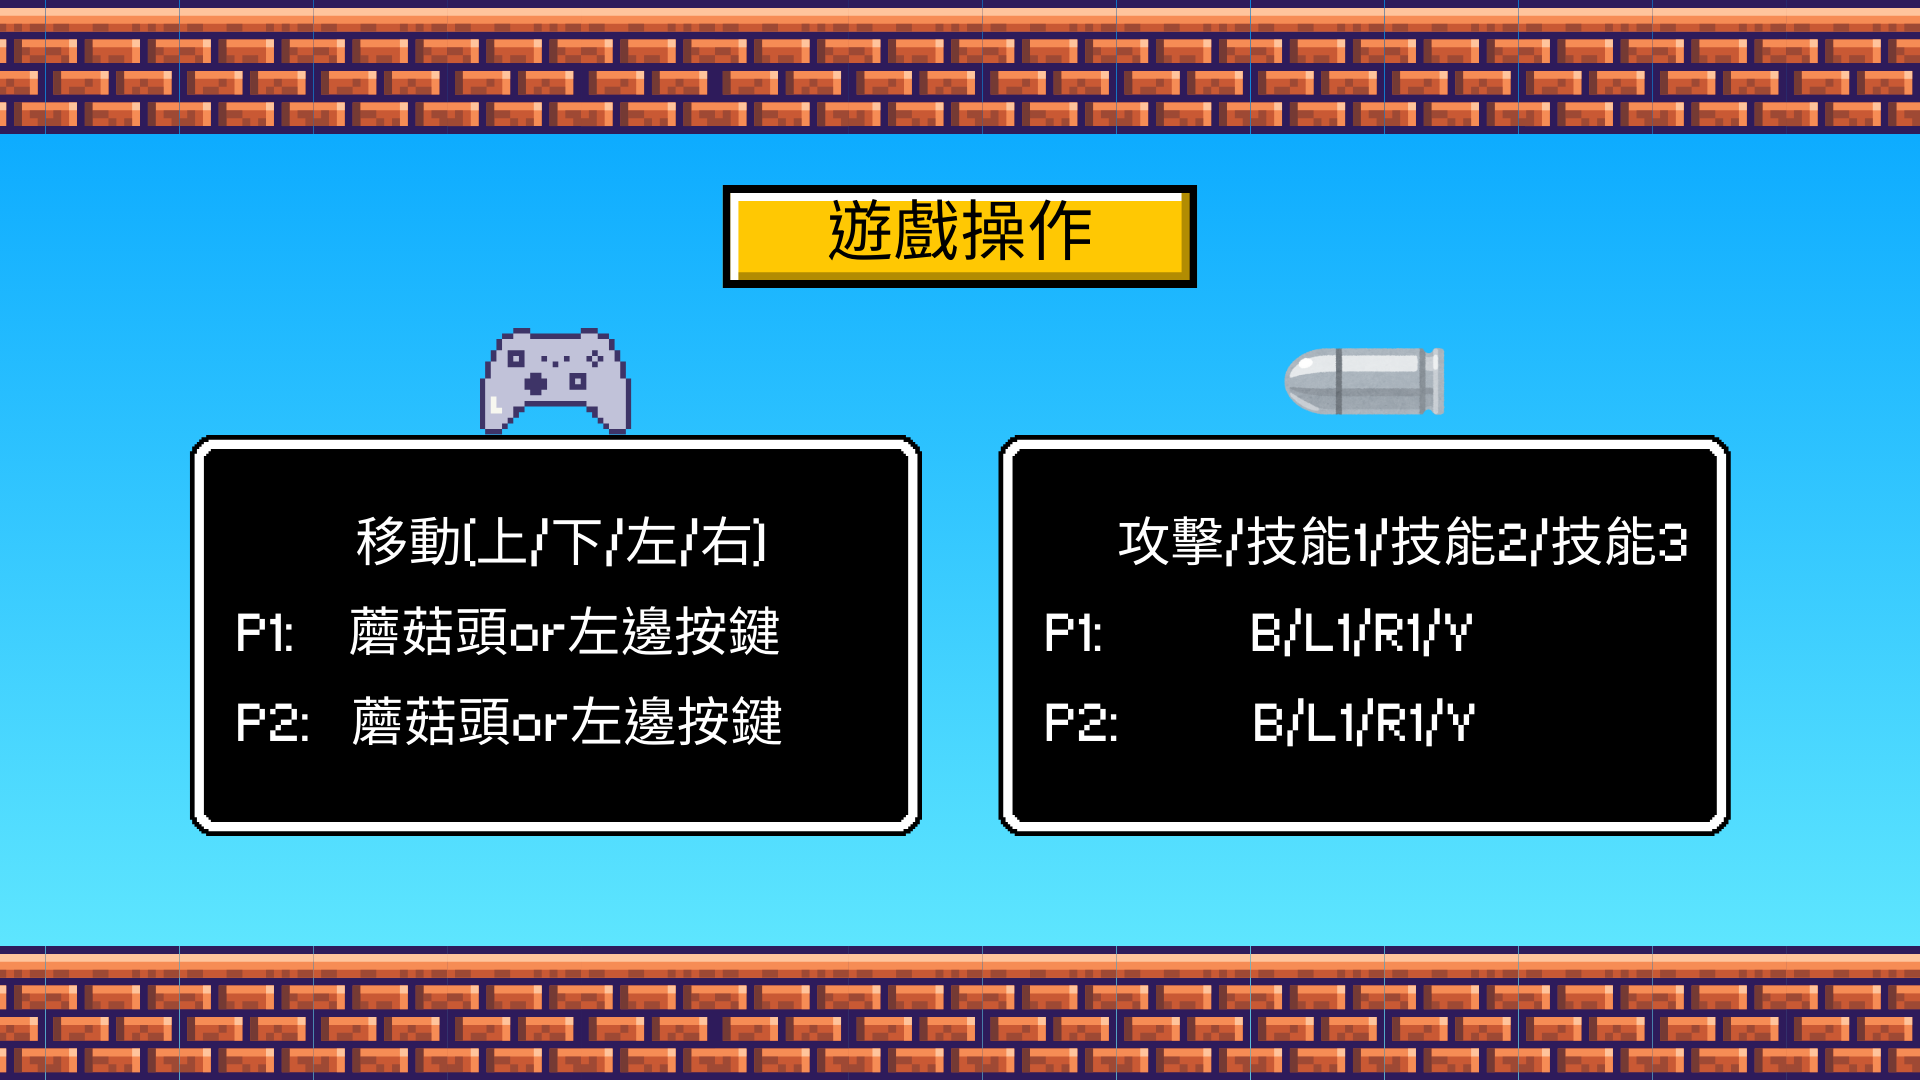 遊戲操作
移動(上/下/左/右)
P1: 蘑菇頭or左邊按鍵
P2: 蘑菇頭or左邊按鍵
攻擊/技能1/技能2/技能3
P1: B/L1/R1/Y
P2: B/L1/R1/Y